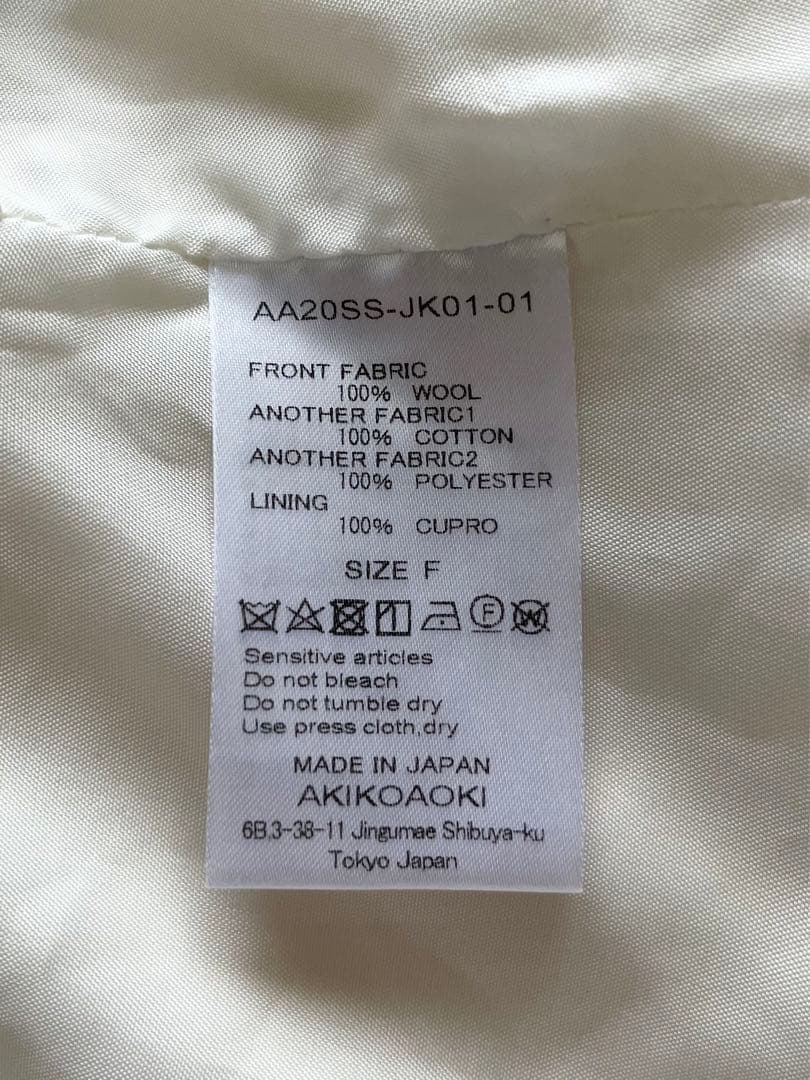 AA20SS-JK01-01
FRONT FABRIC
100% WOOL
ANOTHER FABRIC1
100% COTTON
ANOTHER FABRIC2
100% POLYESTER
LINING
100% CUPRO
SIZE F
F W
Sensitive articles
Do not bleach
Do not tumble dry
Use press cloth,dry
MADE IN JAPAN
AKIKOAOKI
6B,3-38-11 Jingumae Shibuya-ku
Tokyo Japan